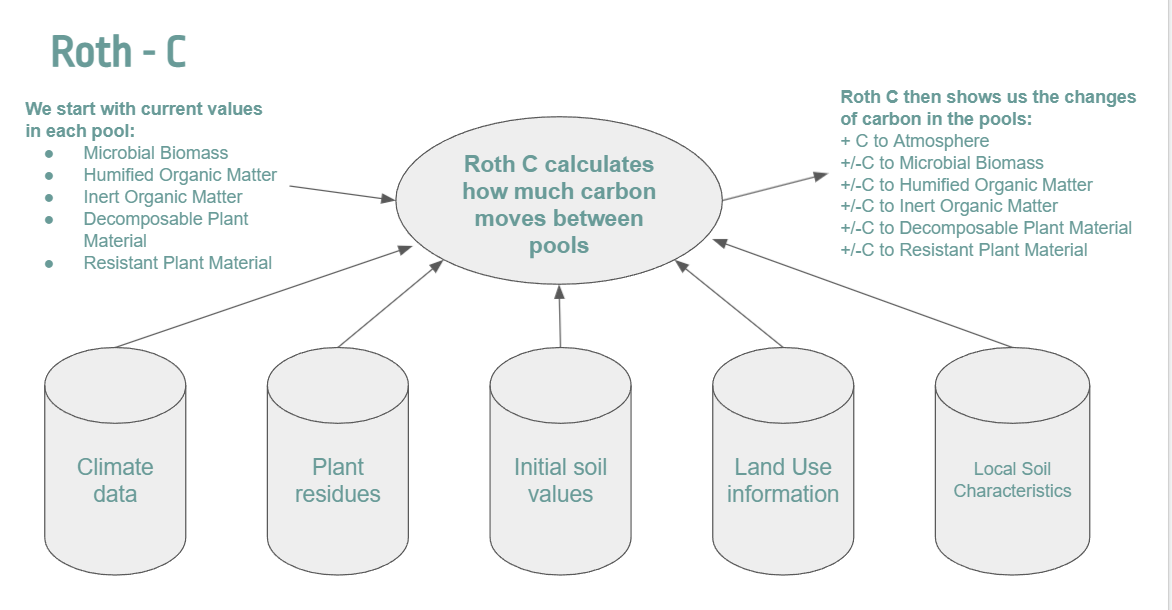 Roth - C
We start with current values
in each pool:
● Microbial Biomass
● Humified Organic Matter
● Inert Organic Matter
● Decomposable Plant
Material
● Resistant Plant Material
Roth C calculates
how much carbon
moves between
pools
Roth C then shows us the changes
of carbon in the pools:
+ C to Atmosphere
+/-C to Microbial Biomass
+/-C to Humified Organic Matter
+/-C to Inert Organic Matter
+/-C to Decomposable Plant Material
+/-C to Resistant Plant Material
Climate
data
Plant
residues
Initial soil
values
Land Use
information
Local Soil
Characteristics